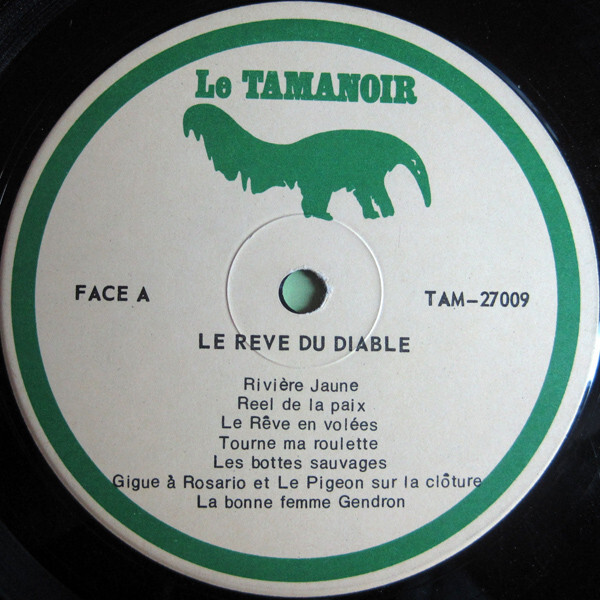 Le TAMANOIR
FACE A
TAM-27009
LE REVE DU DIABLE
Rivière Jaune
Reel de la paix
Le Rêve en volées
Tourne ma roulette
Les bottes sauvages
Gigue à Rosario et Le Pigeon sur la clôture
La bonne femme Gendron